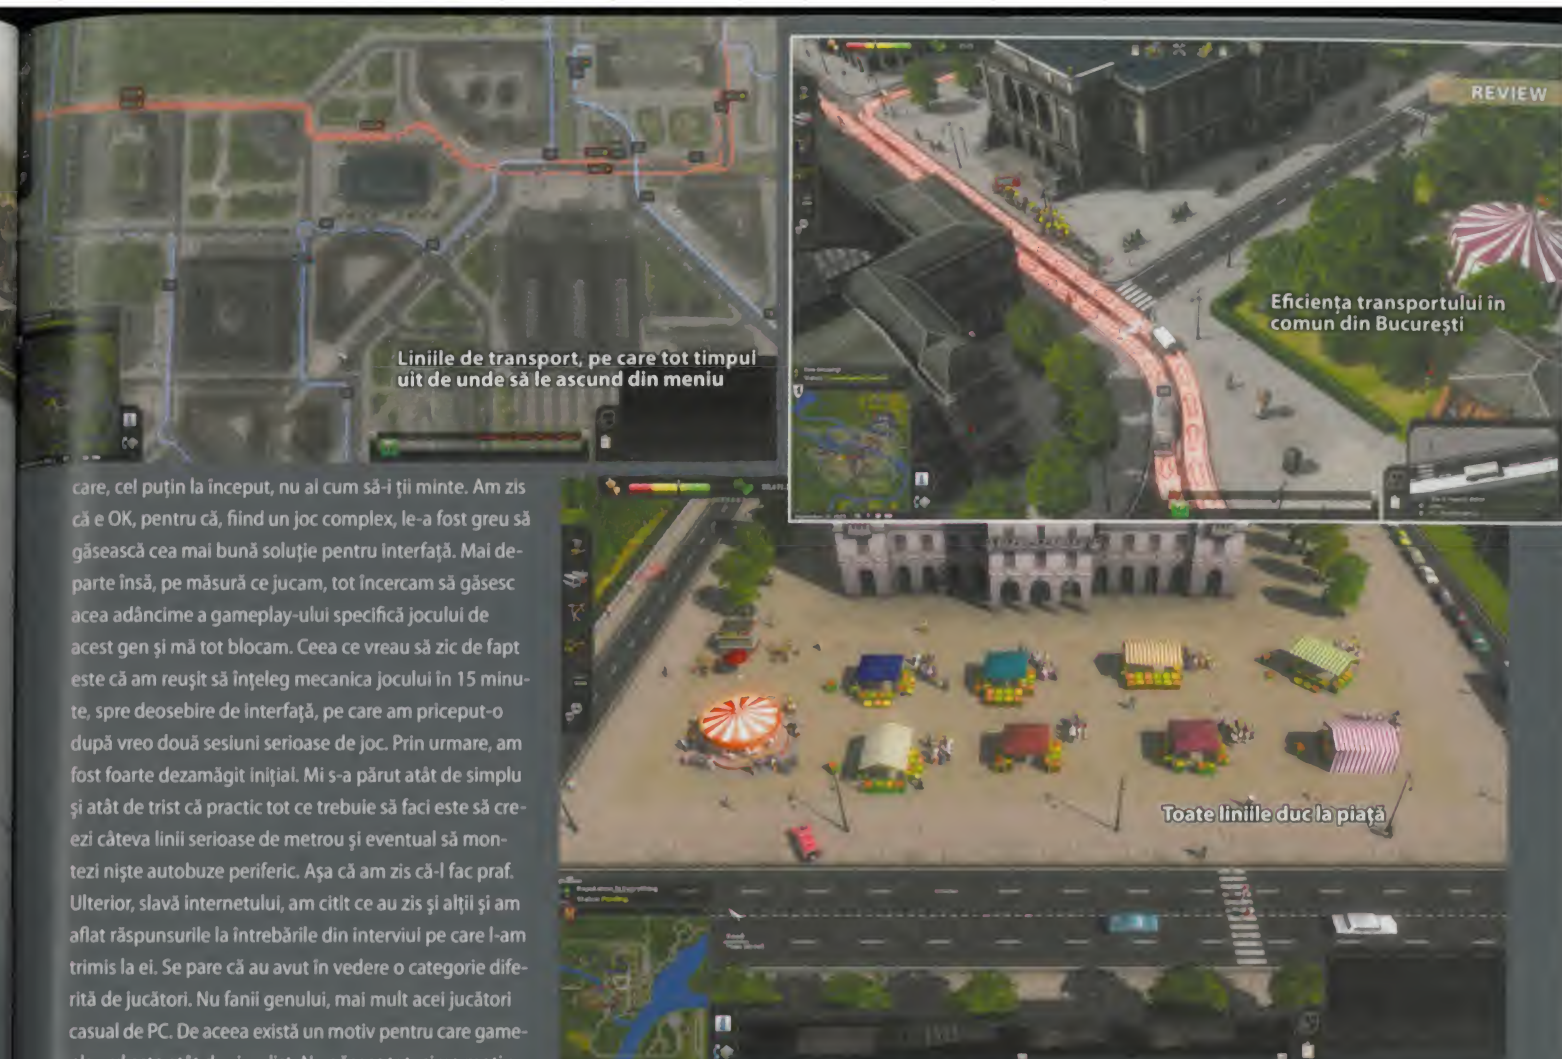 REVIEW
Liniile de transport, pe care tot timpul
uit de unde să le ascund din meniu
Eficiența transportului în
comun din București
care, cel puțin la început, nu ai cum să-i ții minte. Am zis
că e OK, pentru că, fiind un joc complex, le-a fost greu să
găsească cea mai bună soluție pentru interfață. Mai de-
parte însă, pe măsură ce jucam, tot încercam să găsesc
acea adâncime a gameplay-ului specifică jocului de
acest gen și mă tot blocam. Ceea ce vreau să zic de fapt
este că am reușit să înțeleg mecanica jocului în 15 minu-
te, spre deosebire de interfață, pe care am priceput-o
după vreo două sesiuni serioase de joc. Prin urmare, am
fost foarte dezamăgit inițial. Mi s-a părut atât de simplu
și atât de trist că practic tot ce trebuie să faci este să cre-
ezi câteva linii serioase de metrou și eventual să mon-
tezi niște autobuze periferic. Așa că am zis că-l fac praf.
Ulterior, slavă internetului, am citit ce au zis și alții și am
aflat răspunsurile la întrebările din interviul pe care l-am
trimis la ei. Se pare că au avut în vedere o categorie dife-
rită de jucători. Nu fanii genului, mai mult acei jucători
casual de PC. De aceea există un motiv pentru care game-
Toate liniile duc la piață